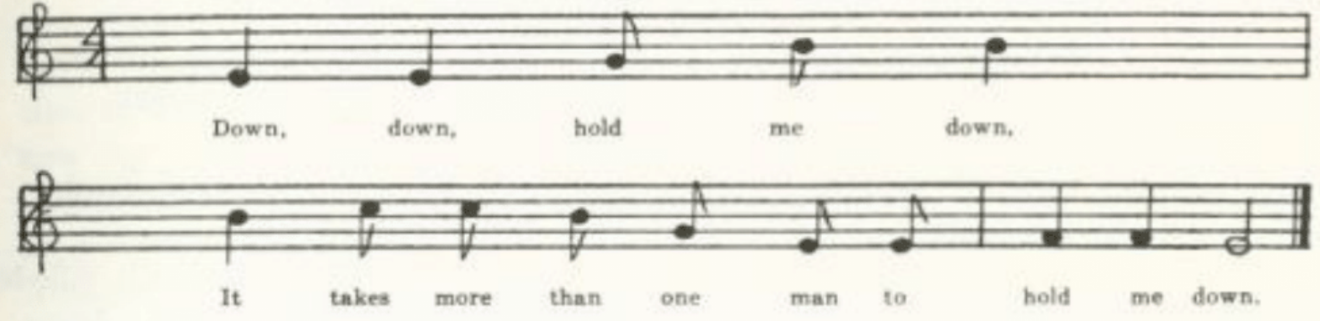 Down, down, hold me down,
It takes more than one man to hold me down.